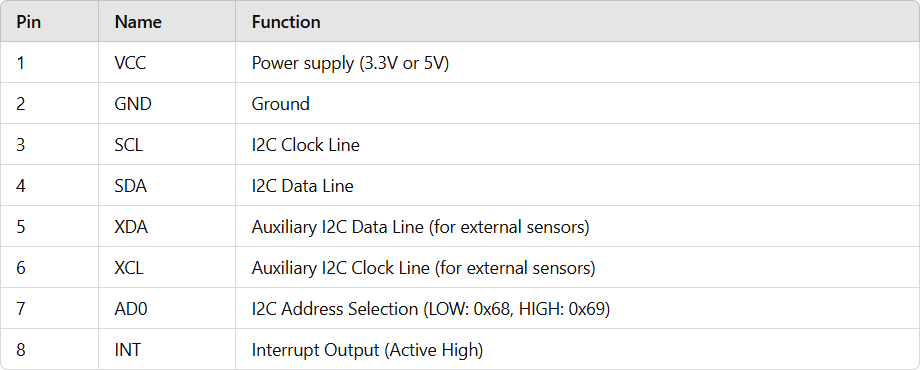 Pin Name Function
1 VCC Power supply (3.3V or 5V)
2 GND Ground
3 SCL I2C Clock Line
4 SDA I2C Data Line
5 XDA Auxiliary I2C Data Line (for external sensors)
6 XCL Auxiliary I2C Clock Line (for external sensors)
7 AD0 I2C Address Selection (LOW: 0x68, HIGH: 0x69)
8 INT Interrupt Output (Active High)